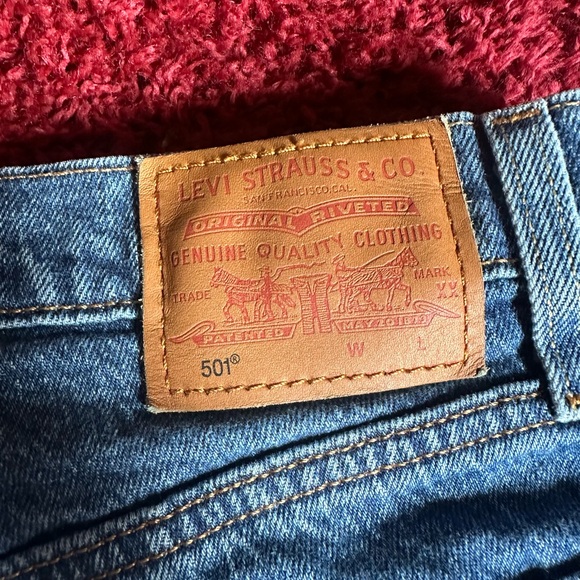 LEVI STRAUSS & CO.
SAN FRANCISCO, CAL.
ORIGINAL RIVETED
GENUINE QUALITY CLOTHING
TRADE MARK
XX
PATENTED MAY 20 1873
501® W L